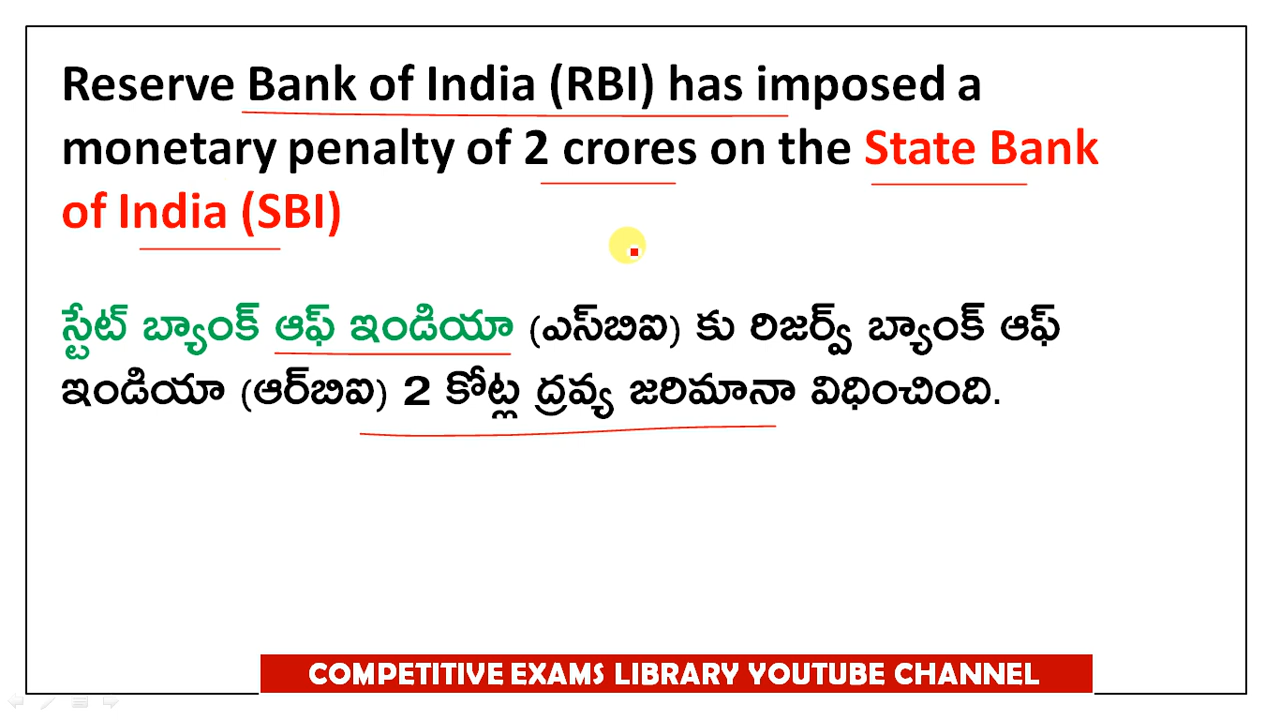 Reserve Bank of India (RBI) has imposed a
monetary penalty of 2 crores on the State Bank
of India (SBI)
స్టేట్ బ్యాంక్ ఆఫ్ ఇండియా (ఎస్‌బిఐ) కు రిజర్వ్ బ్యాంక్ ఆఫ్
ఇండియా (ఆర్‌బిఐ) 2 కోట్ల ద్రవ్య జరిమానా విధించింది.
COMPETITIVE EXAMS LIBRARY YOUTUBE CHANNEL